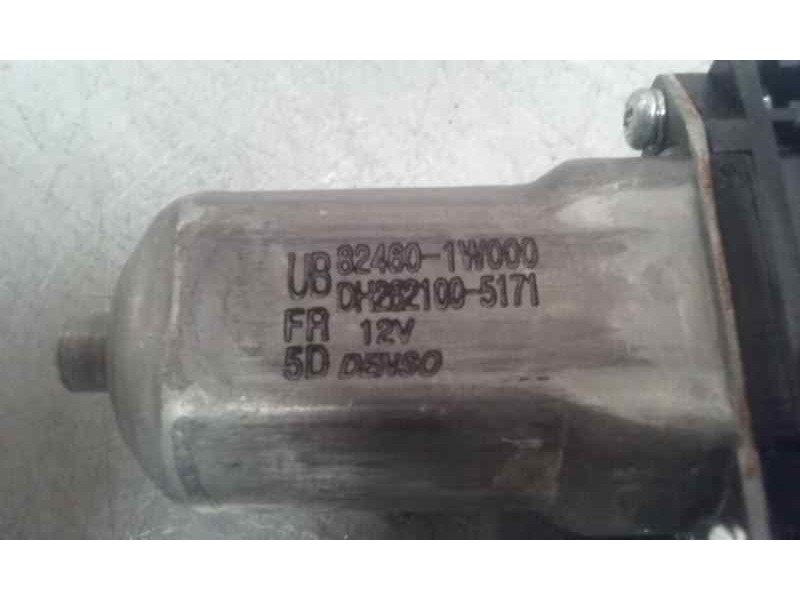 UB 82460-1W000
DH262100-5171
FR 12V
5D DENSO